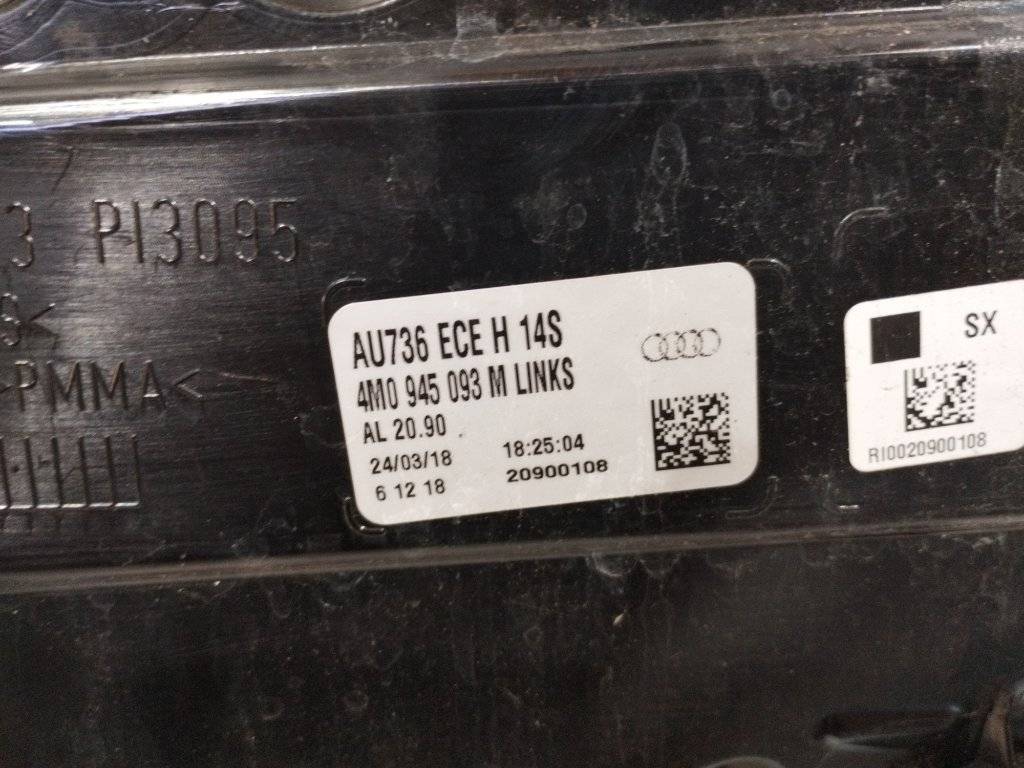 3 PI3095
>PMMA<
AU736 ECE H 14S
4M0 945 093 M LINKS
AL 20.90
24/03/18 18:25:04
6 12 18 20900108
SX
RI0020900108